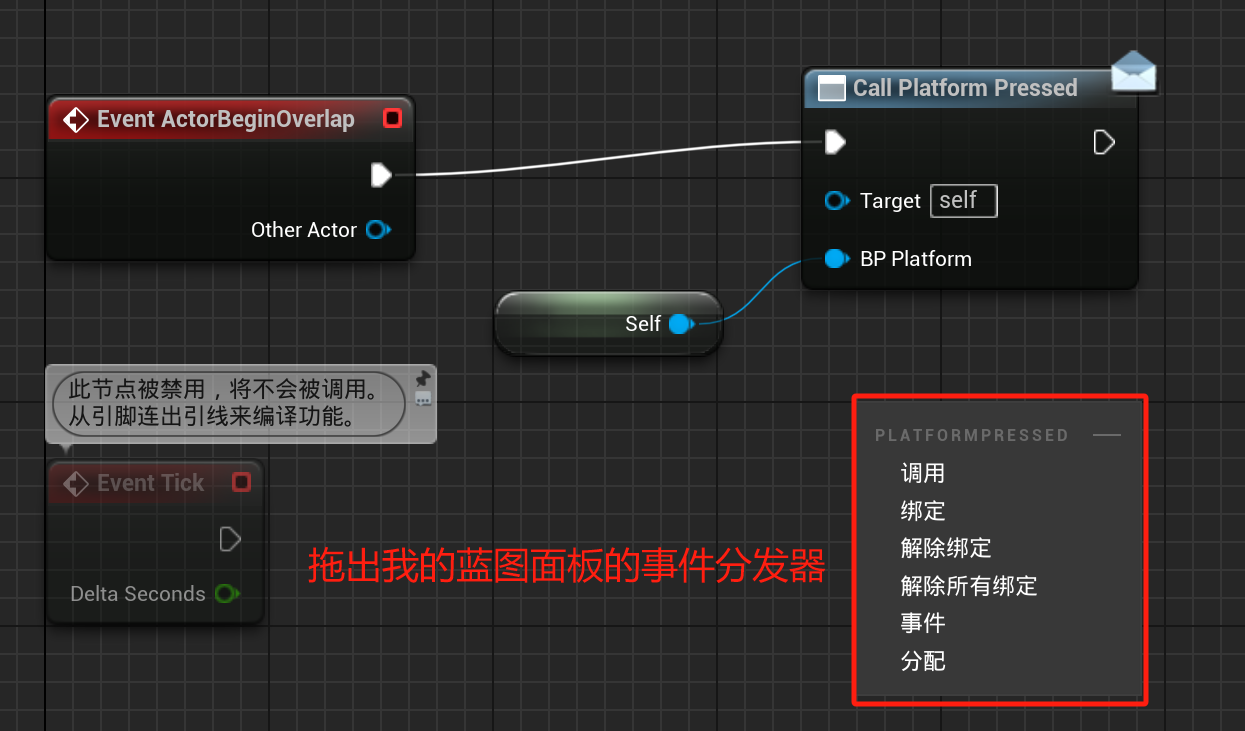 Event ActorBeginOverlap
Other Actor
Call Platform Pressed
Target self
BP Platform
Self
此节点被禁用，将不会被调用。
从引脚连出引线来编译功能。
Event Tick
Delta Seconds
拖出我的蓝图面板的事件分发器
PLATFORMPRESSED
调用
绑定
解除绑定
解除所有绑定
事件
分配